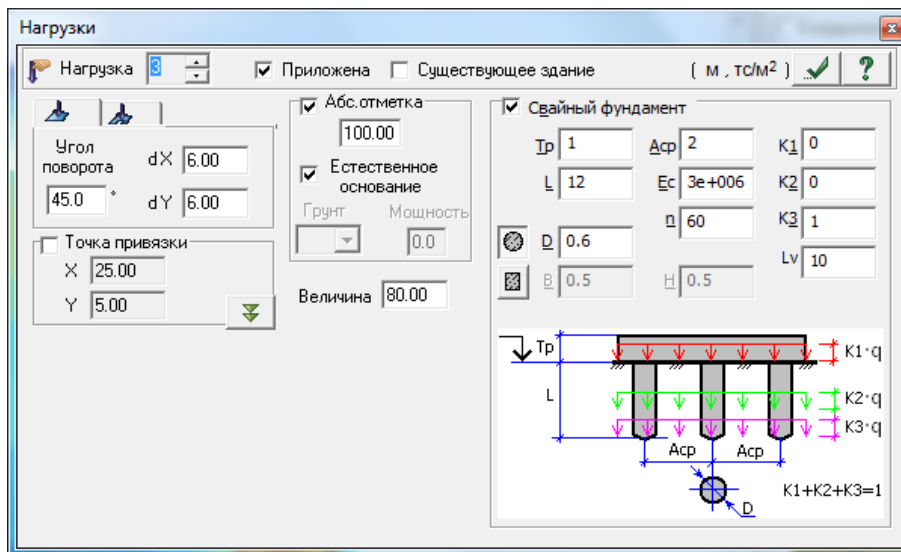 Нагрузки
Нагрузка 3 Приложена Существующее здание ( м , тс/м² ) ?
Угол поворота
45.0 °
dX 6.00
dY 6.00
Точка привязки
X 25.00
Y 5.00
Абс.отметка
100.00
Естественное основание
Грунт Мощность
0.0
Величина 80.00
Свайный фундамент
Tp 1 Acp 2 K1 0
L 12 Ec 3e+006 K2 0
n 60 K3 1
D 0.6 Lv 10
B 0.5 H 0.5
Tp K1·q
L K2·q
K3·q
Acp Acp
K1+K2+K3=1
D